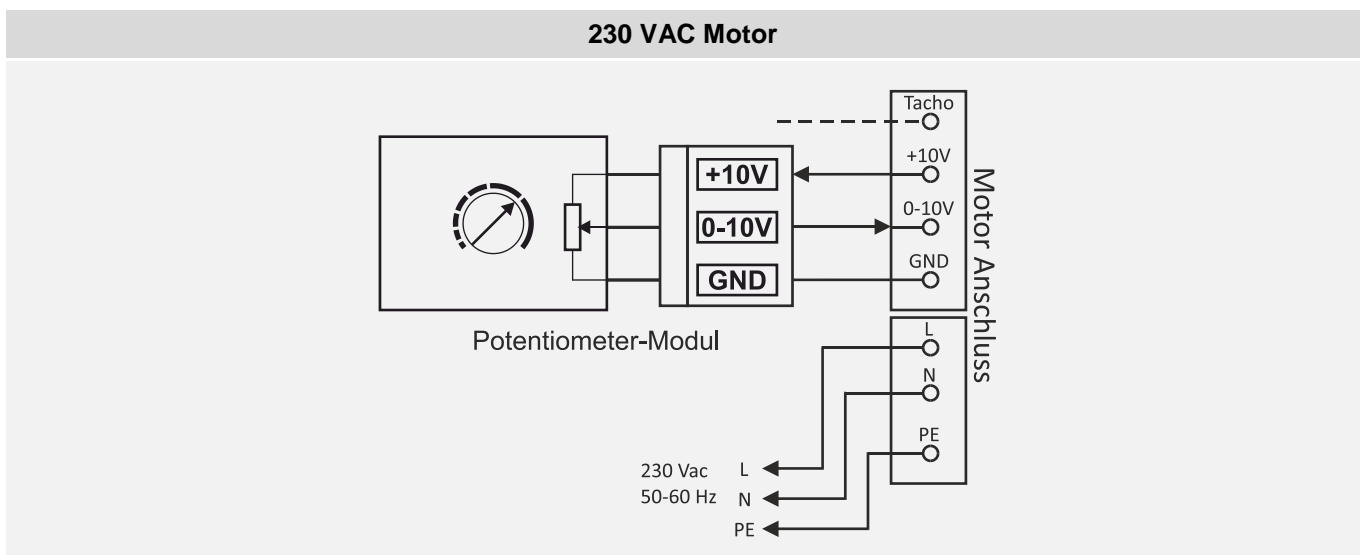 230 VAC Motor
Tacho
+10V
0-10V
GND
+10V
0-10V
GND
Motor Anschluss
Potentiometer-Modul
L
N
PE
230 Vac L
50-60 Hz N
PE